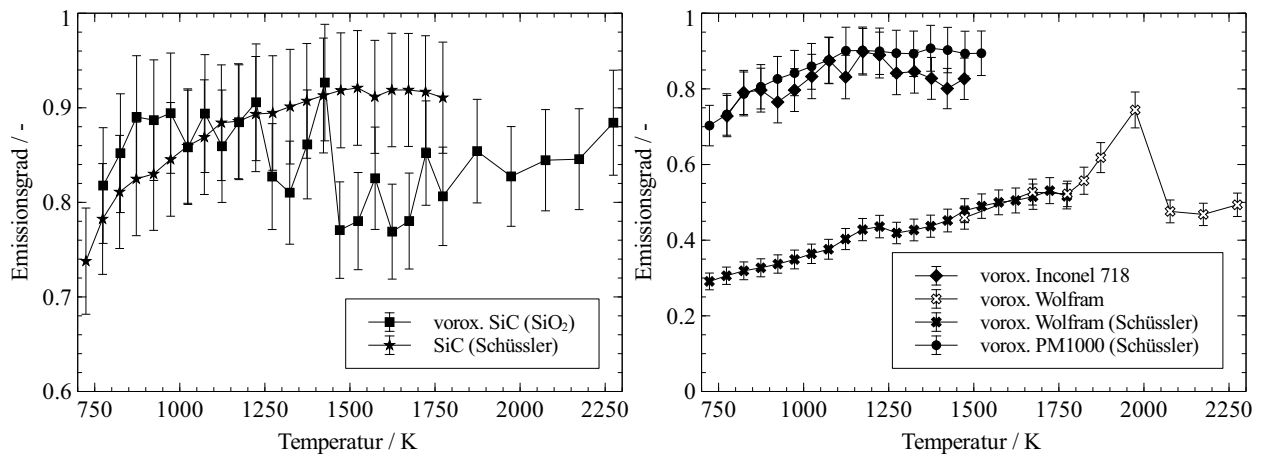 1
0.9
0.8
0.7
0.6
Emissionsgrad / -
750 1000 1250 1500 1750 2000 2250
Temperatur / K
vorox. SiC (SiO₂)
SiC (Schüssler)
1
0.8
0.6
0.4
0.2
0
Emissionsgrad / -
750 1000 1250 1500 1750 2000 2250
Temperatur / K
vorox. Inconel 718
vorox. Wolfram
vorox. Wolfram (Schüssler)
vorox. PM1000 (Schüssler)